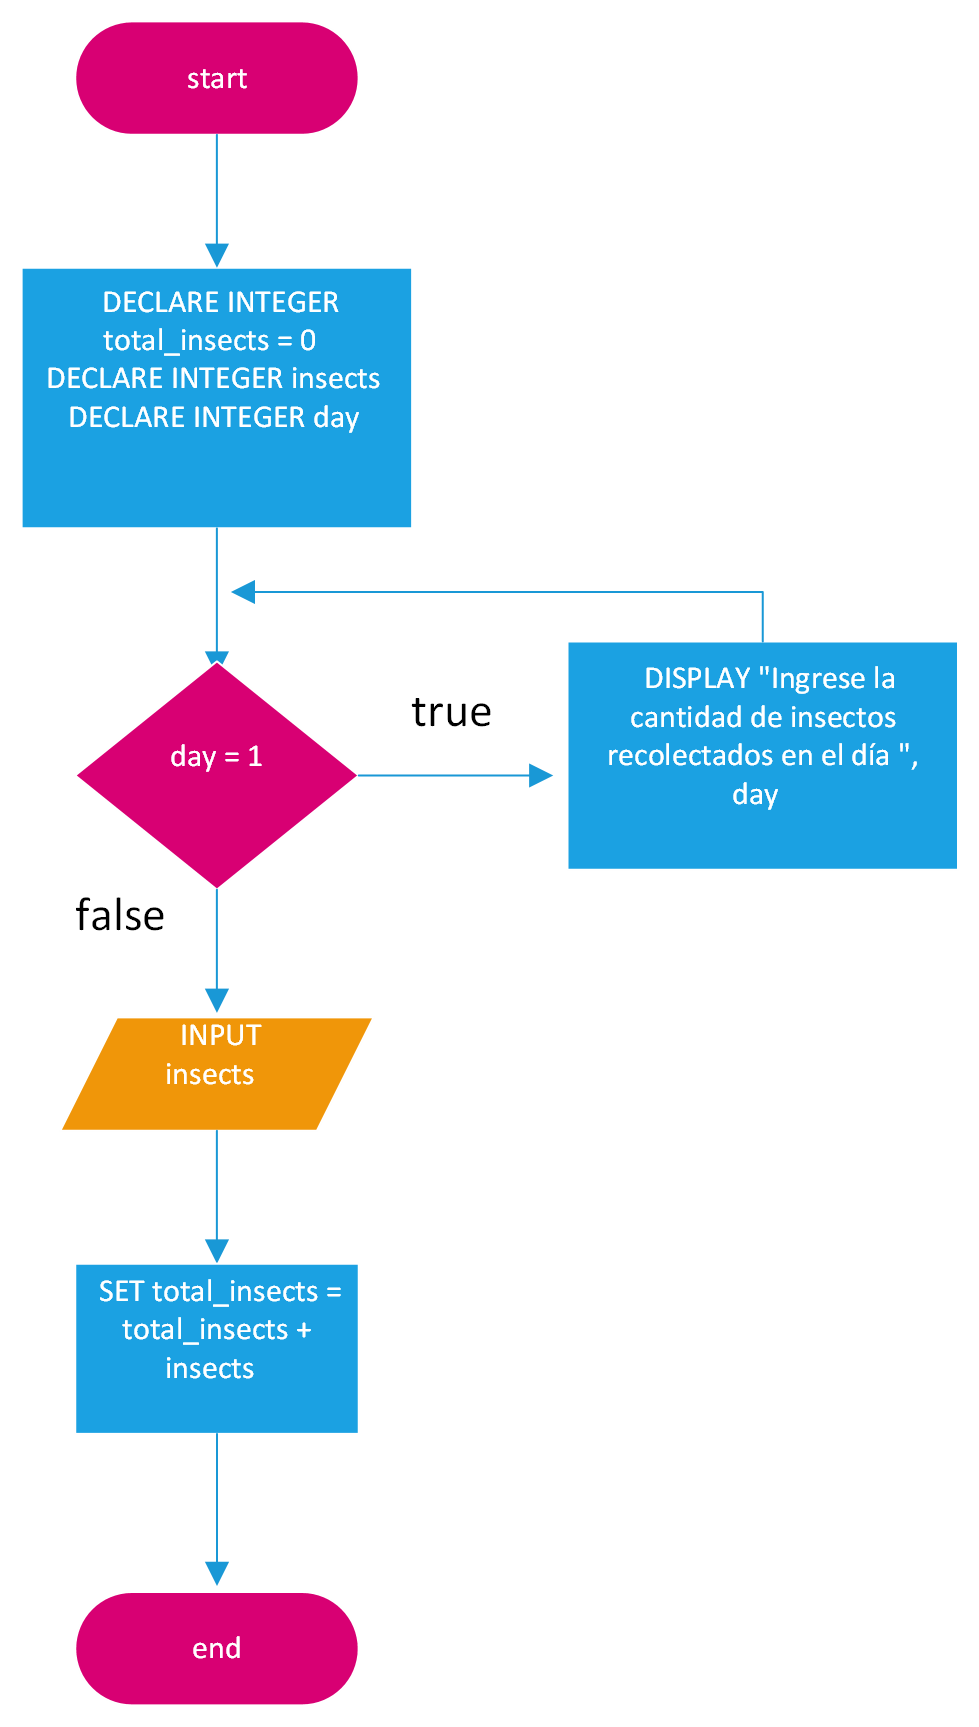 start
DECLARE INTEGER
total_insects = 0
DECLARE INTEGER insects
DECLARE INTEGER day
day = 1
true
DISPLAY "Ingrese la
cantidad de insectos
recolectados en el día ",
day
false
INPUT
insects
SET total_insects =
total_insects +
insects
end